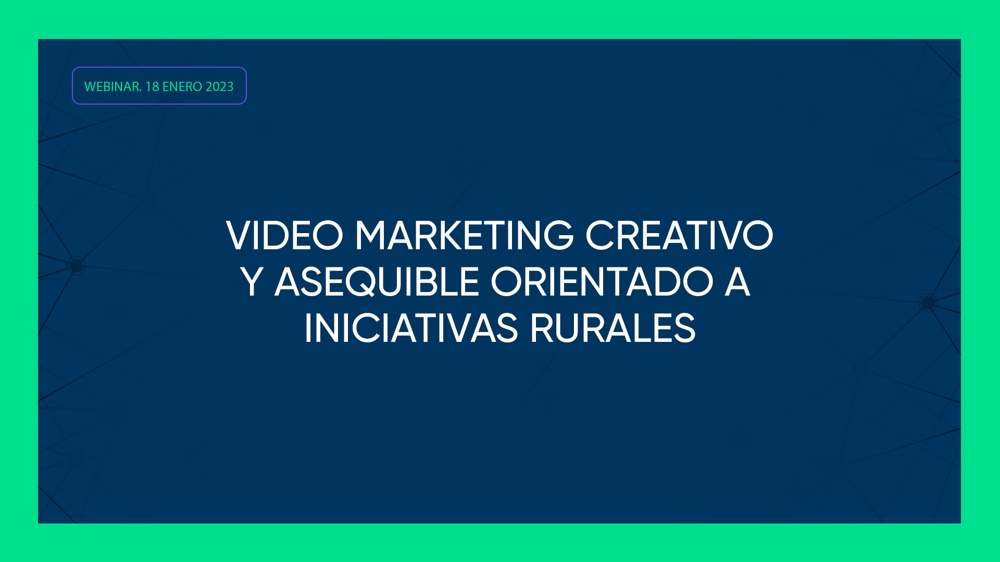 WEBINAR. 18 ENERO 2023
VIDEO MARKETING CREATIVO
Y ASEQUIBLE ORIENTADO A
INICIATIVAS RURALES